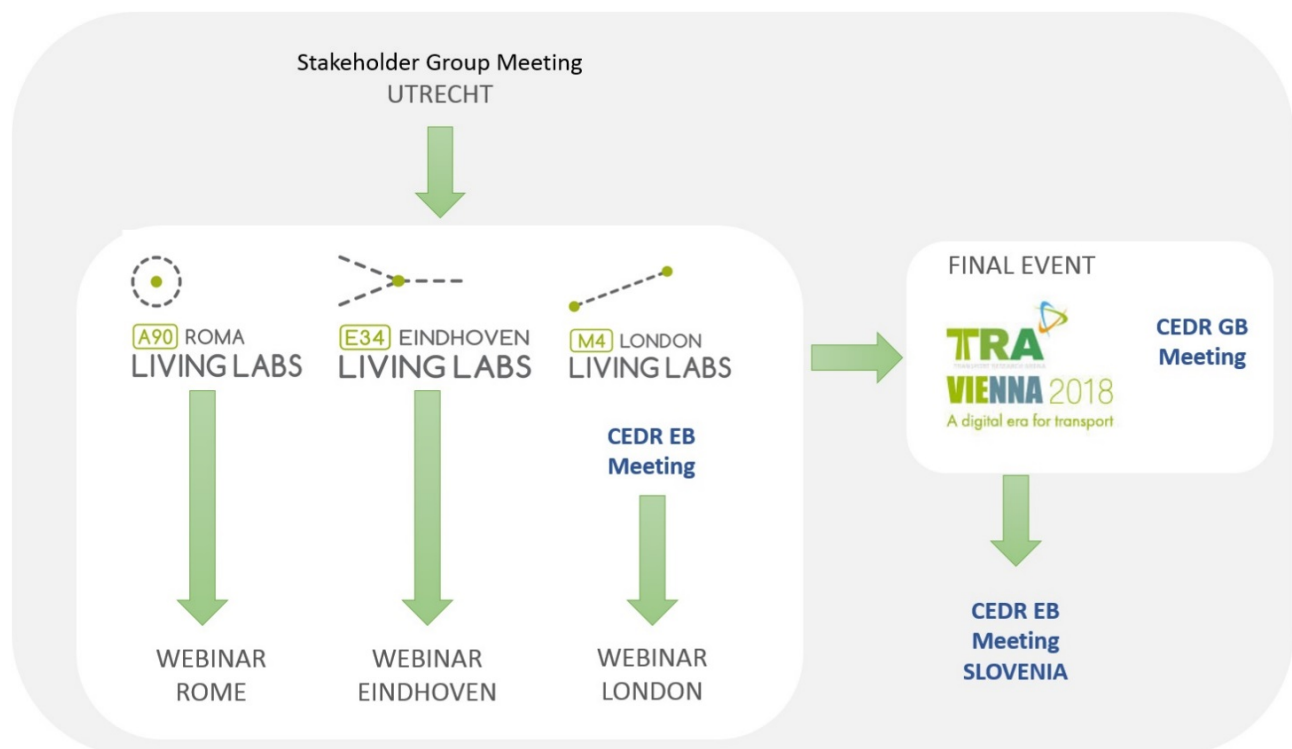 Stakeholder Group Meeting
UTRECHT
A90 ROMA
LIVING LABS
E34 EINDHOVEN
LIVING LABS
M4 LONDON
LIVING LABS
CEDR EB
Meeting
WEBINAR
ROME
WEBINAR
EINDHOVEN
WEBINAR
LONDON
FINAL EVENT
TRA
VIENNA 2018
A digital era for transport
CEDR GB
Meeting
CEDR EB
Meeting
SLOVENIA